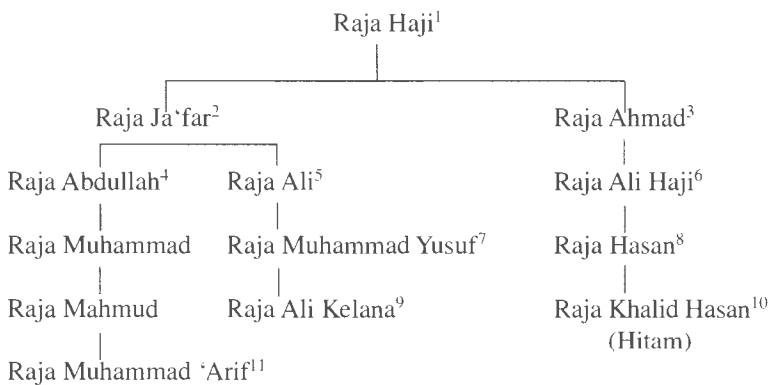 Raja Haji¹
Raja Ja‘far² Raja Ahmad³
Raja Abdullah⁴ Raja Ali⁵ Raja Ali Haji⁶
Raja Muhammad Raja Muhammad Yusuf⁷ Raja Hasan⁸
Raja Mahmud Raja Ali Kelana⁹ Raja Khalid Hasan¹⁰
(Hitam)
Raja Muhammad ‘Arif¹¹